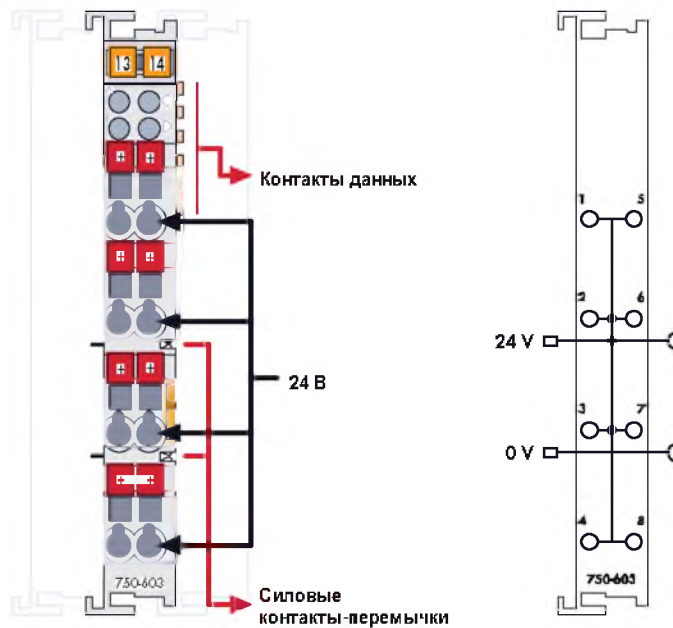 13 14
Контакты данных
24 В
750-603
Силовые
контакты-перемычки
1 5
2 6
24 V
3 7
0 V
4 8
750-603